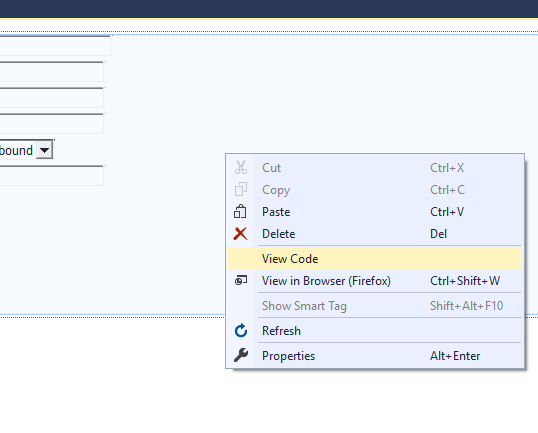 bound
Cut Ctrl+X
Copy Ctrl+C
Paste Ctrl+V
Delete Del
View Code
View in Browser (Firefox) Ctrl+Shift+W
Show Smart Tag Shift+Alt+F10
Refresh
Properties Alt+Enter